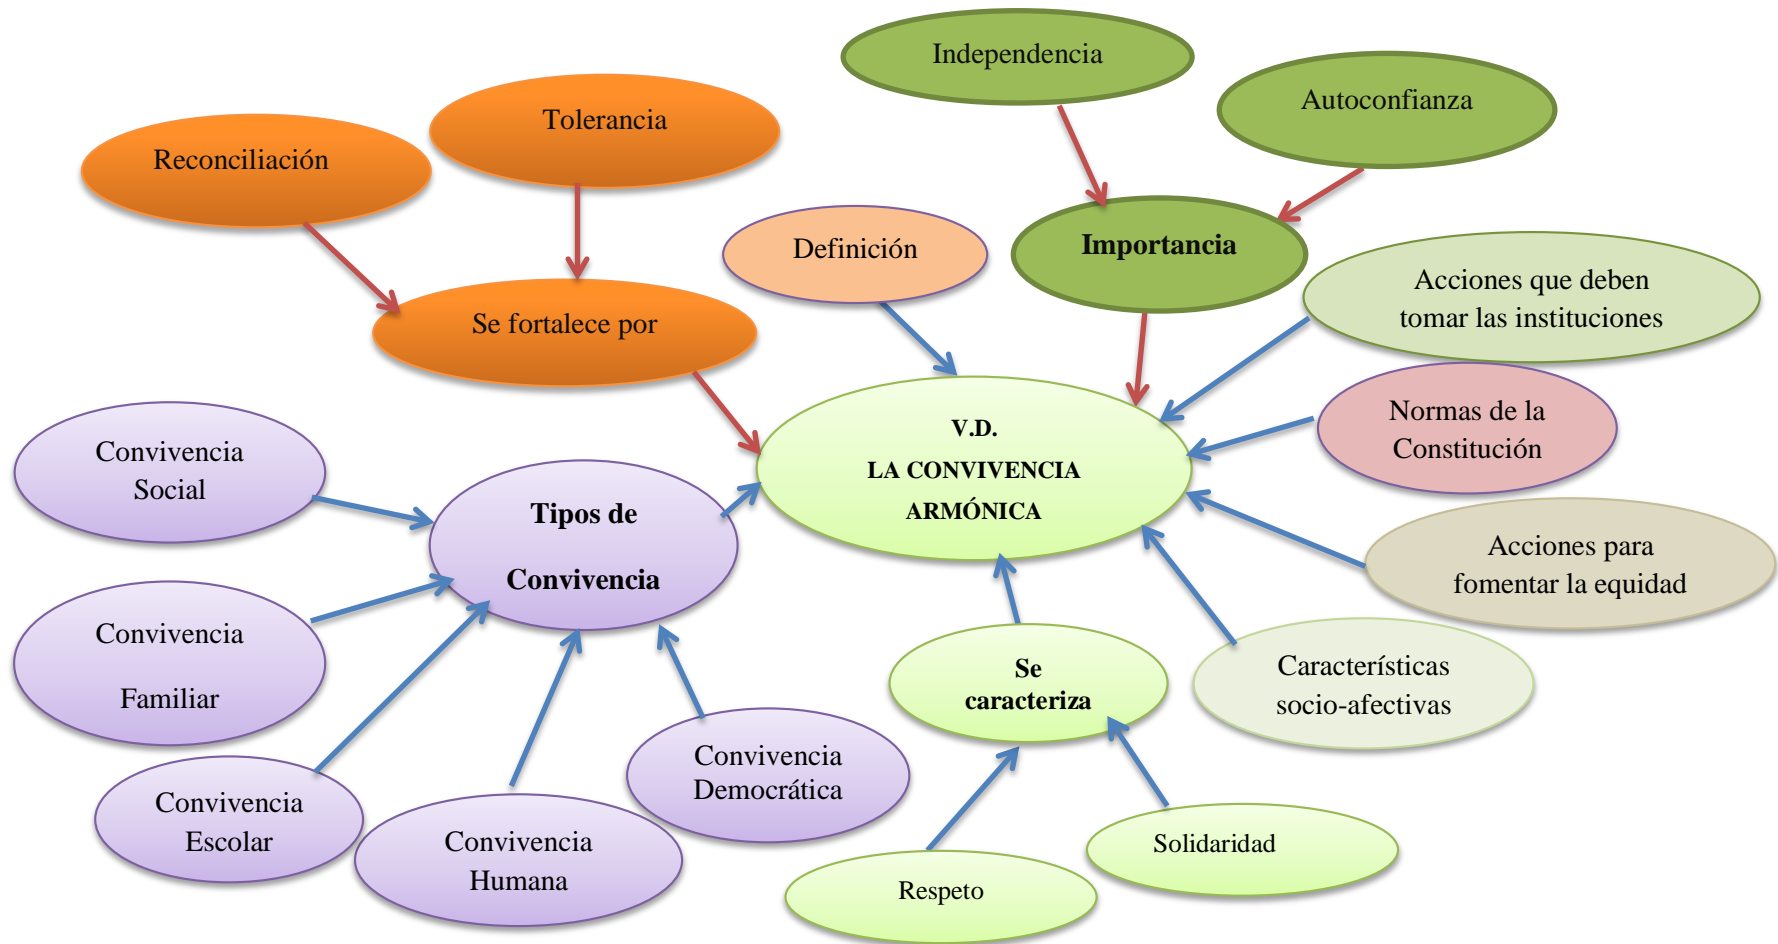 Independencia
Autoconfianza
Tolerancia
Reconciliación
Definición
Importancia
Acciones que deben
tomar las instituciones
Se fortalece por
Normas de la
Constitución
V.D.
LA CONVIVENCIA
ARMÓNICA
Convivencia
Social
Tipos de
Convivencia
Acciones para
fomentar la equidad
Convivencia
Familiar
Se
caracteriza
Características
socio-afectivas
Convivencia
Democrática
Convivencia
Escolar
Convivencia
Humana
Solidaridad
Respeto